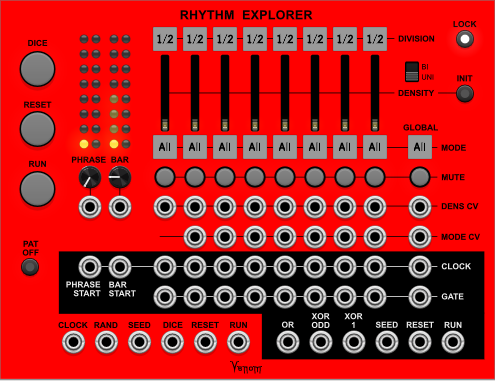 RHYTHM EXPLORER
DICE
LOCK
1/2 1/2 1/2 1/2 1/2 1/2 1/2 1/2
DIVISION
BI
UNI
DENSITY
INIT
RESET
GLOBAL
All All All All All All All All All
MODE
PHRASE BAR
MUTE
RUN
DENS CV
MODE CV
PAT
OFF
CLOCK
PHRASE
START
BAR
START
GATE
CLOCK RAND SEED DICE RESET RUN
OR
XOR
ODD
XOR
1
SEED RESET RUN
Venom